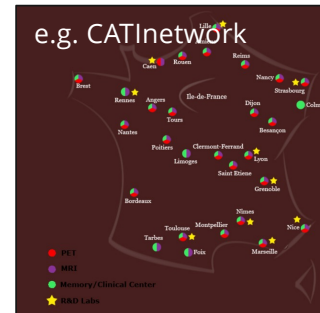 e.g. CATInetwork
Lille
Caen
Rouen
Reims
Nancy
Strasbourg
Brest
Rennes
Angers
Ile-de-France
Dijon
Nantes
Tours
Besançon
Poitiers
Limoges
Clermont-Ferrand
Lyon
Saint Etiene
Grenoble
Bordeaux
Nîmes
Toulouse
Montpellier
Nice
Tarbes
Foix
Marseille
PET
MRI
Memory/Clinical Center
R&D Labs